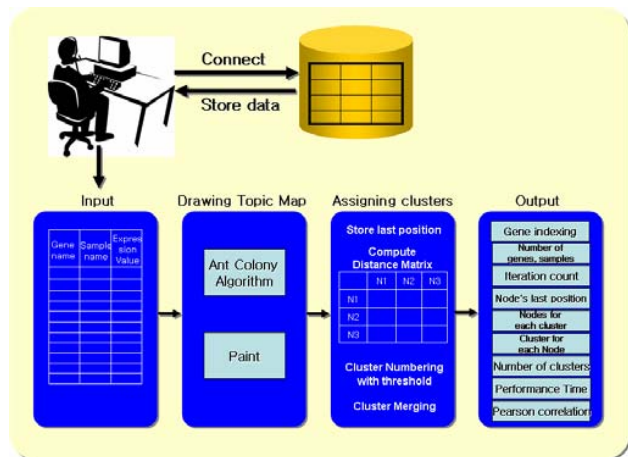 Connect
Store data
Input
Drawing Topic Map
Assigning clusters
Output
Gene name
Sample name
Expres sion Value
Ant Colony Algorithm
Paint
Store last position
Compute
Distance Matrix
N1 N2 N3
N1
N2
N3
Cluster Numbering
with threshold
Cluster Merging
Gene indexing
Number of
genes, samples
Iteration count
Node's last position
Nodes for
each cluster
Cluster for
each Node
Number of clusters
Performance Time
Pearson correlation